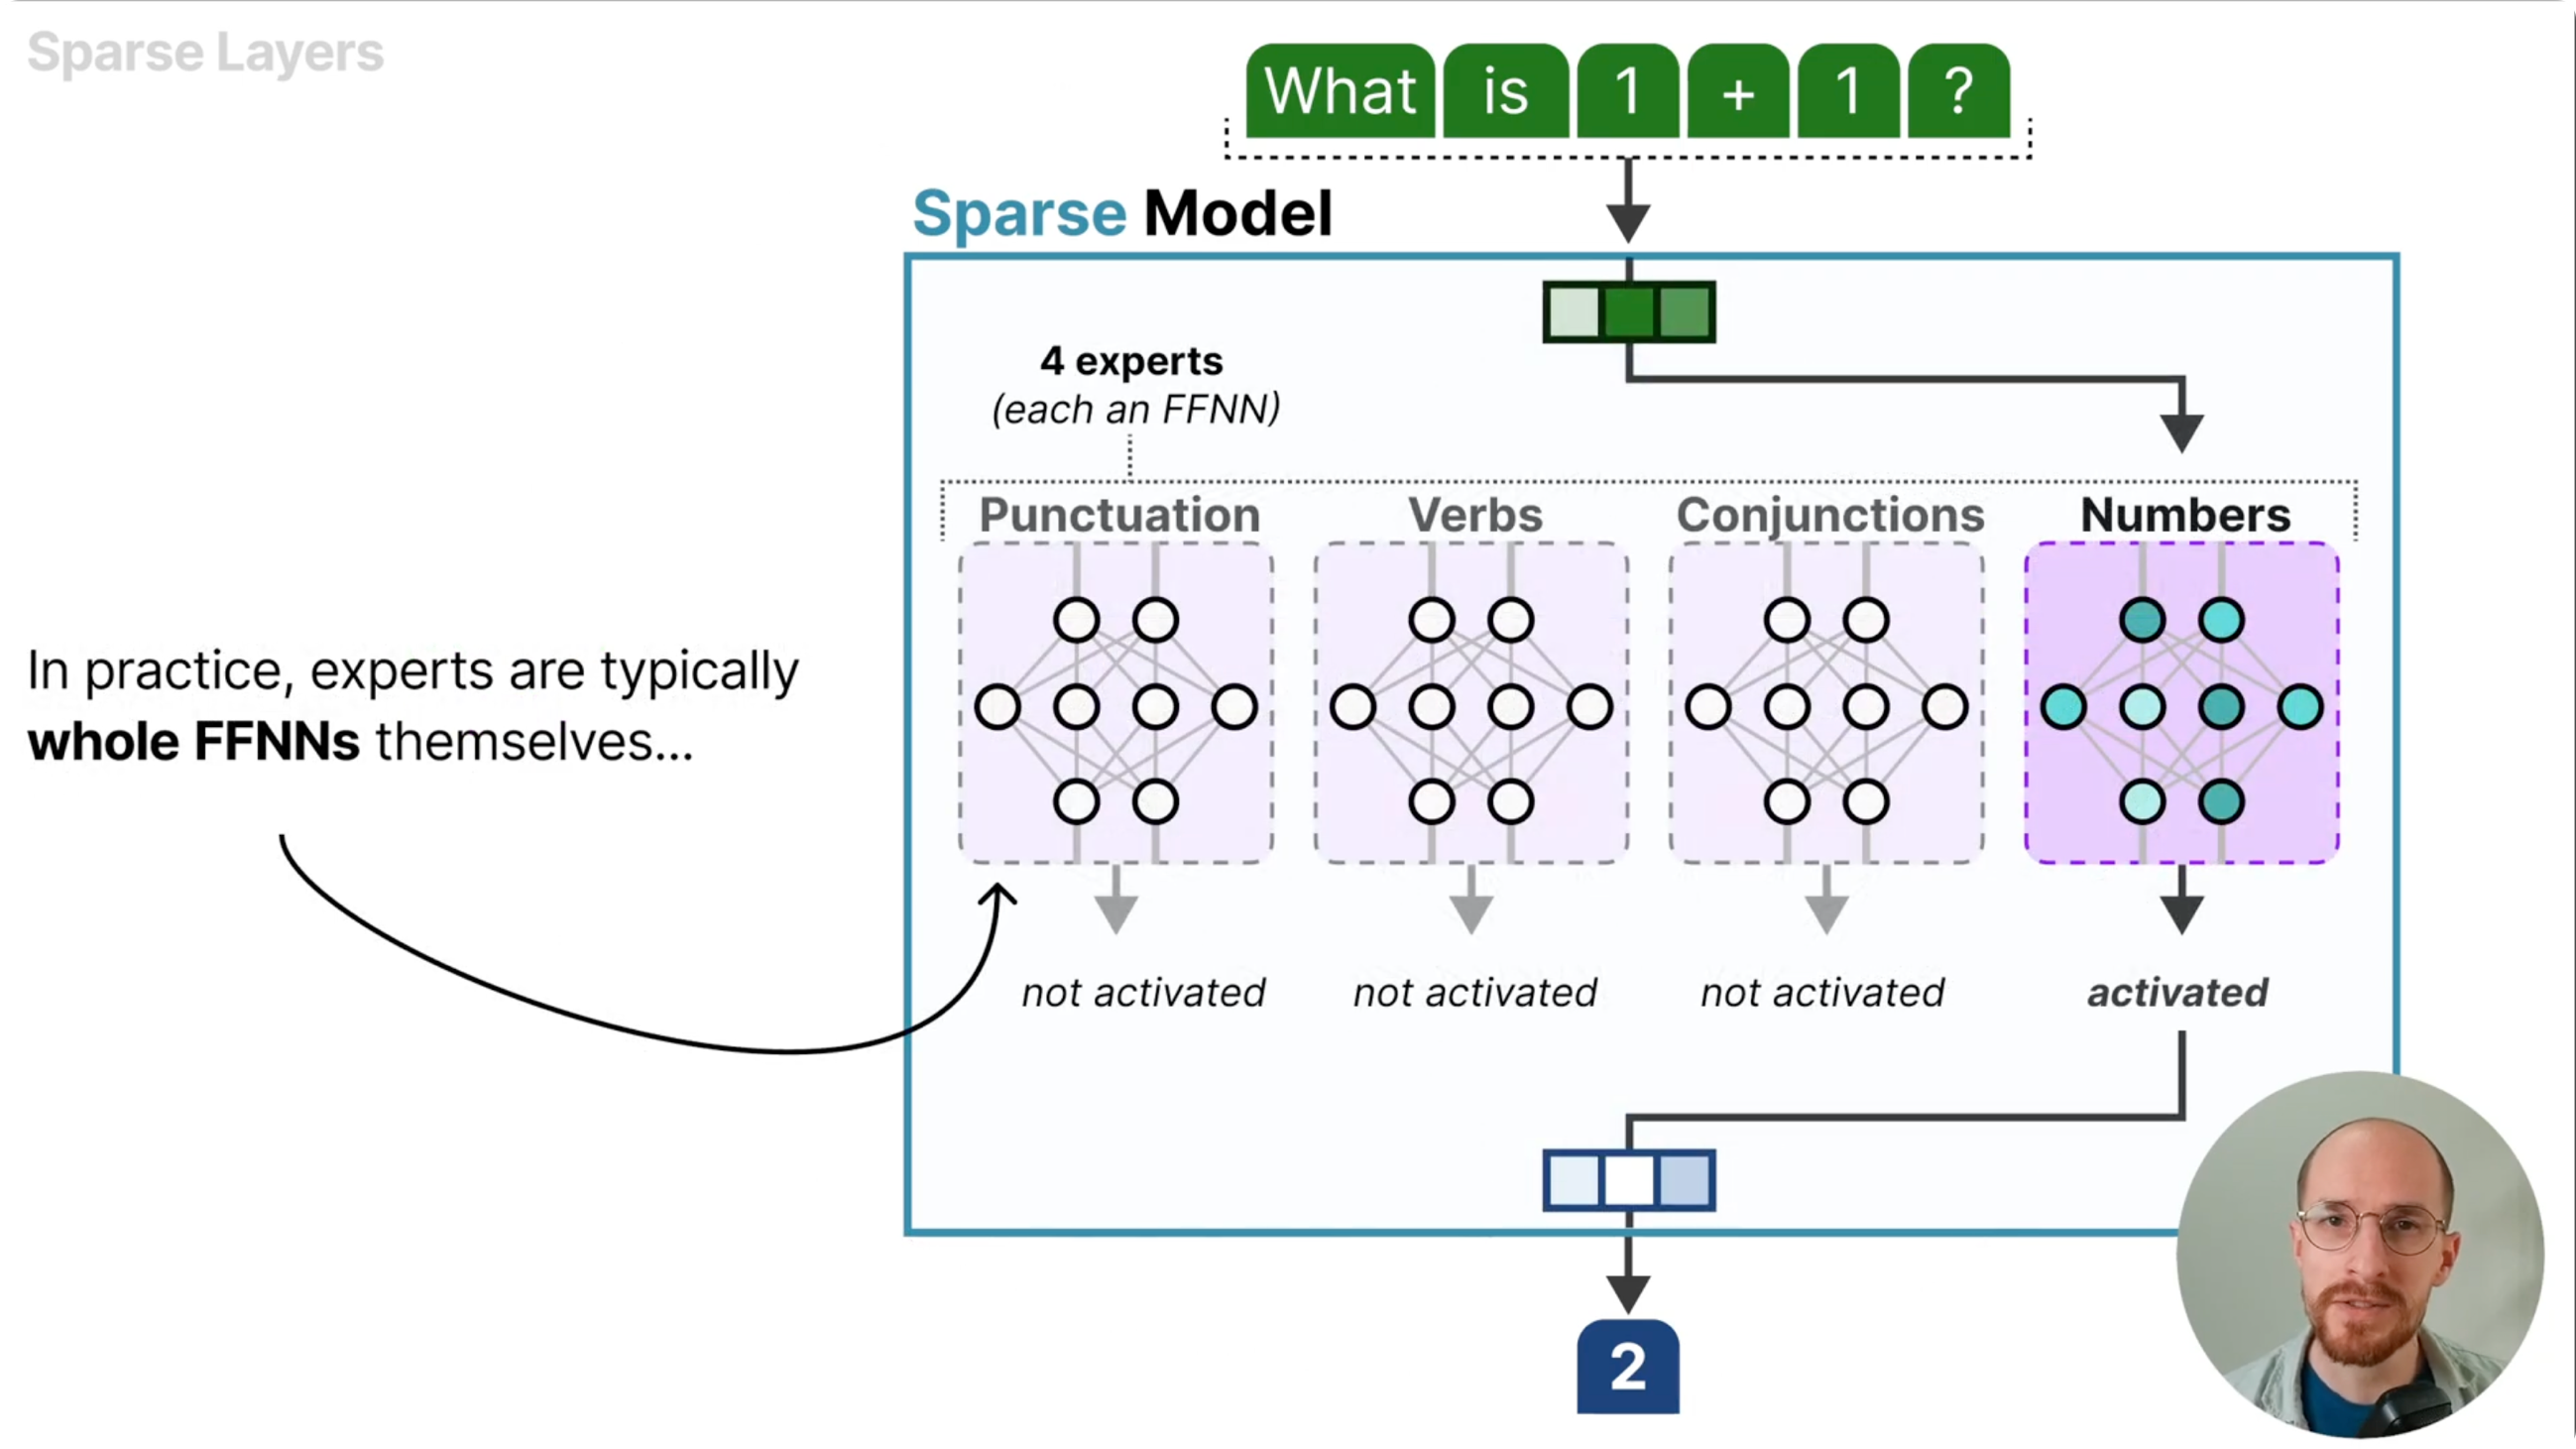 Sparse Layers
What is 1 + 1 ?
Sparse Model
4 experts
(each an FFNN)
Punctuation Verbs Conjunctions Numbers
In practice, experts are typically
whole FFNNs themselves...
not activated not activated not activated activated
2